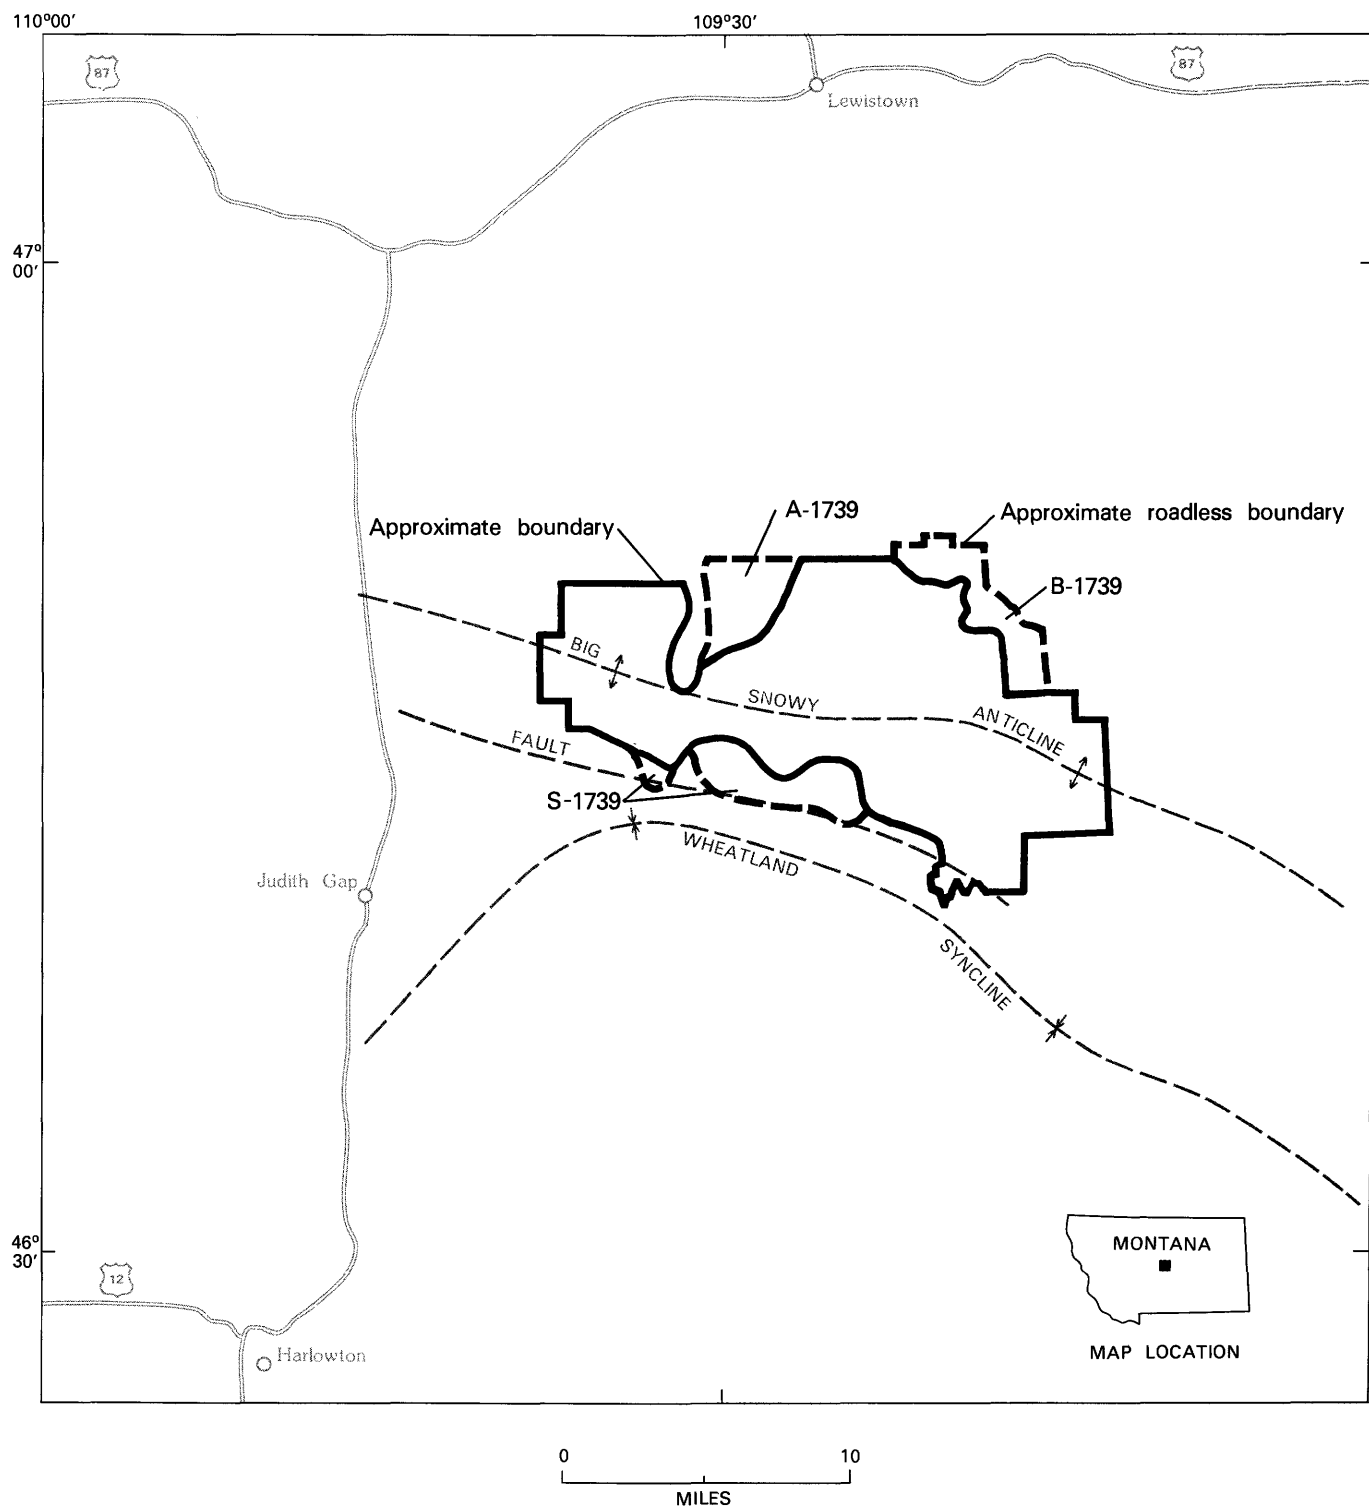 110°00′
109°30′
87
87
Lewistown
47°
00′
Approximate boundary
A-1739
Approximate roadless boundary
B-1739
BIG
SNOWY
ANTICLINE
FAULT
S-1739
WHEATLAND
Judith Gap
SYNCLINE
46°
30′
MONTANA
12
Harlowton
MAP LOCATION
0
10
MILES